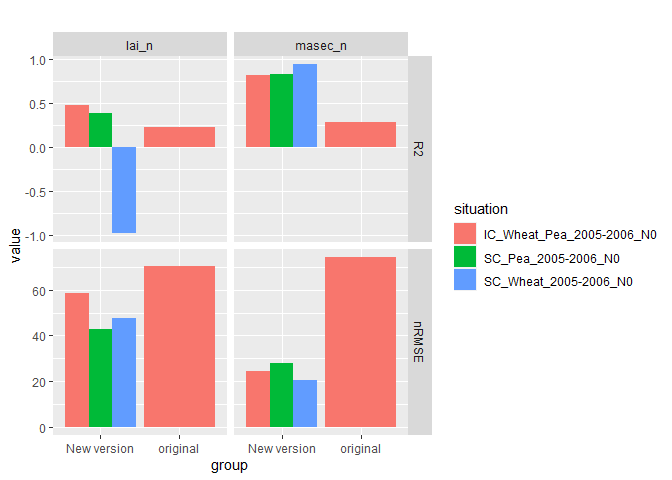 lai_n
masec_n
1.0
0.5
0.0
-0.5
-1.0
R2
60
40
20
0
nRMSE
value
New version
original
New version
original
group
situation
IC_Wheat_Pea_2005-2006_N0
SC_Pea_2005-2006_N0
SC_Wheat_2005-2006_N0